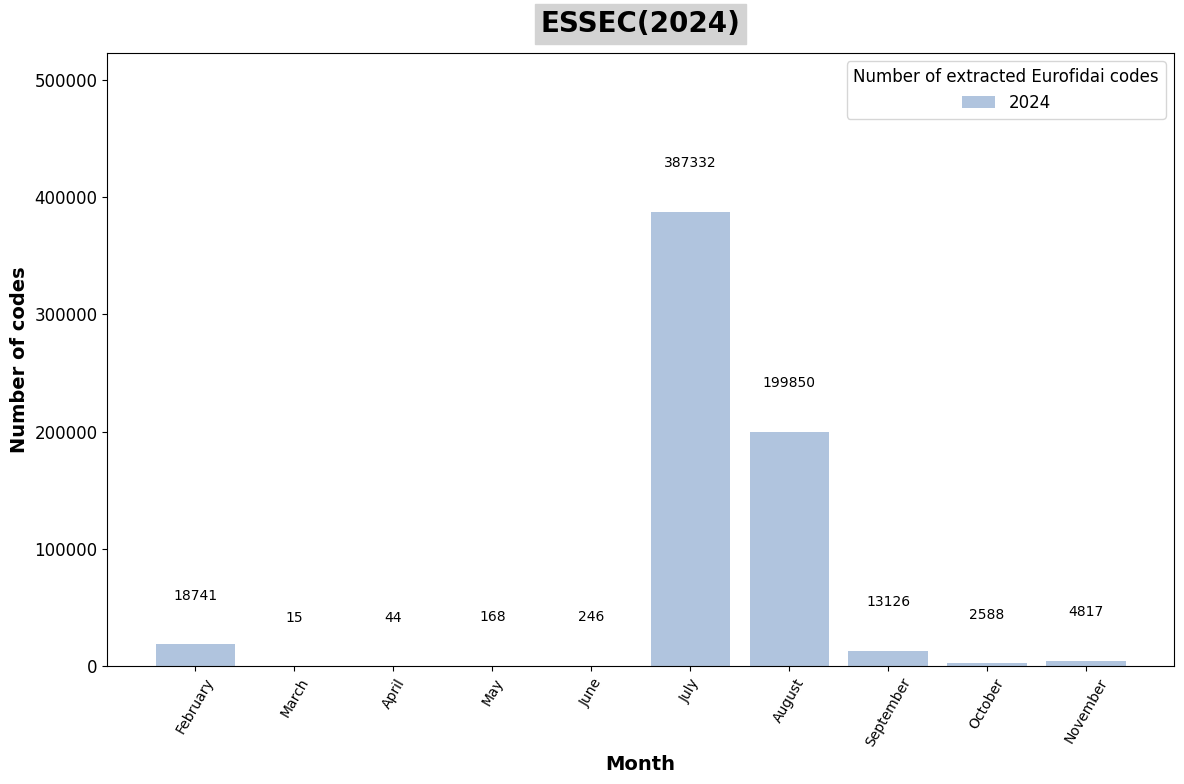 ESSEC(2024)
Number of extracted Eurofidai codes
2024
Number of codes
500000
400000
300000
200000
100000
0
18741
15
44
168
246
387332
199850
13126
2588
4817
February
March
April
May
June
July
August
September
October
November
Month